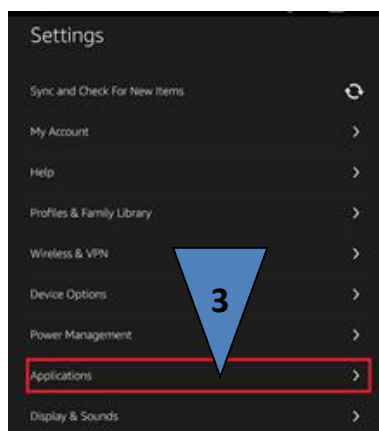 Settings
Sync and Check For New Items
My Account
Help
Profiles & Family Library
Wireless & VPN
Device Options
3
Power Management
Applications
Display & Sounds